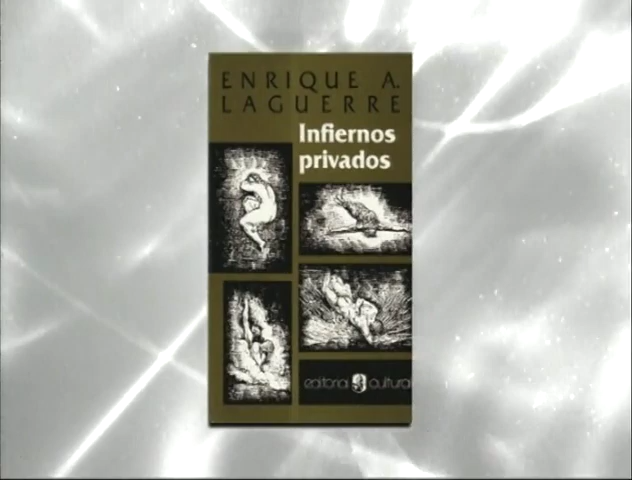 ENRIQUE A.
LAGUERRE
Infiernos
privados
editorial cultural